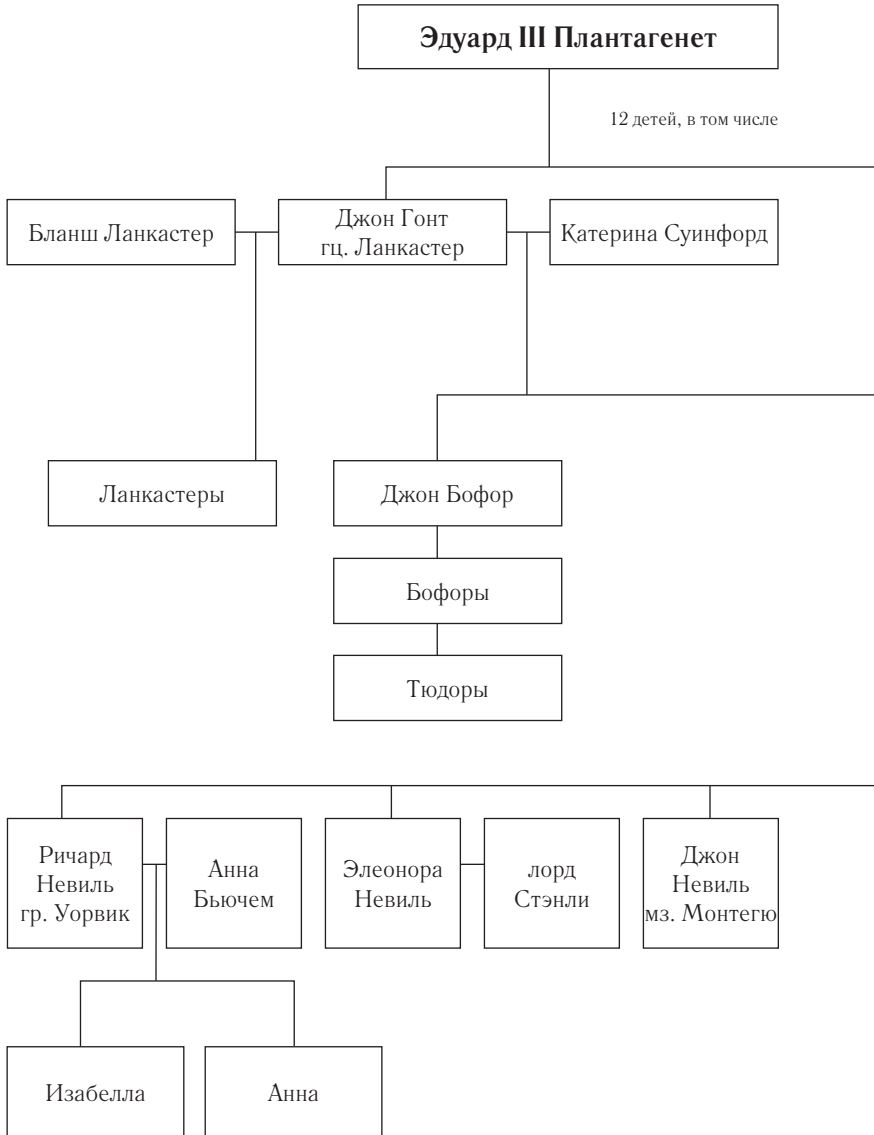 Эдуард III Плантагенет
12 детей, в том числе
Бланш Ланкастер
Джон Гонт
гц. Ланкастер
Катерина Суинфорд
Ланкастеры
Джон Бофор
Бофоры
Тюдоры
Ричард
Невиль
гр. Уорвик
Анна
Бьючем
Элеонора
Невиль
лорд
Стэнли
Джон
Невиль
мз. Монтегю
Изабелла
Анна